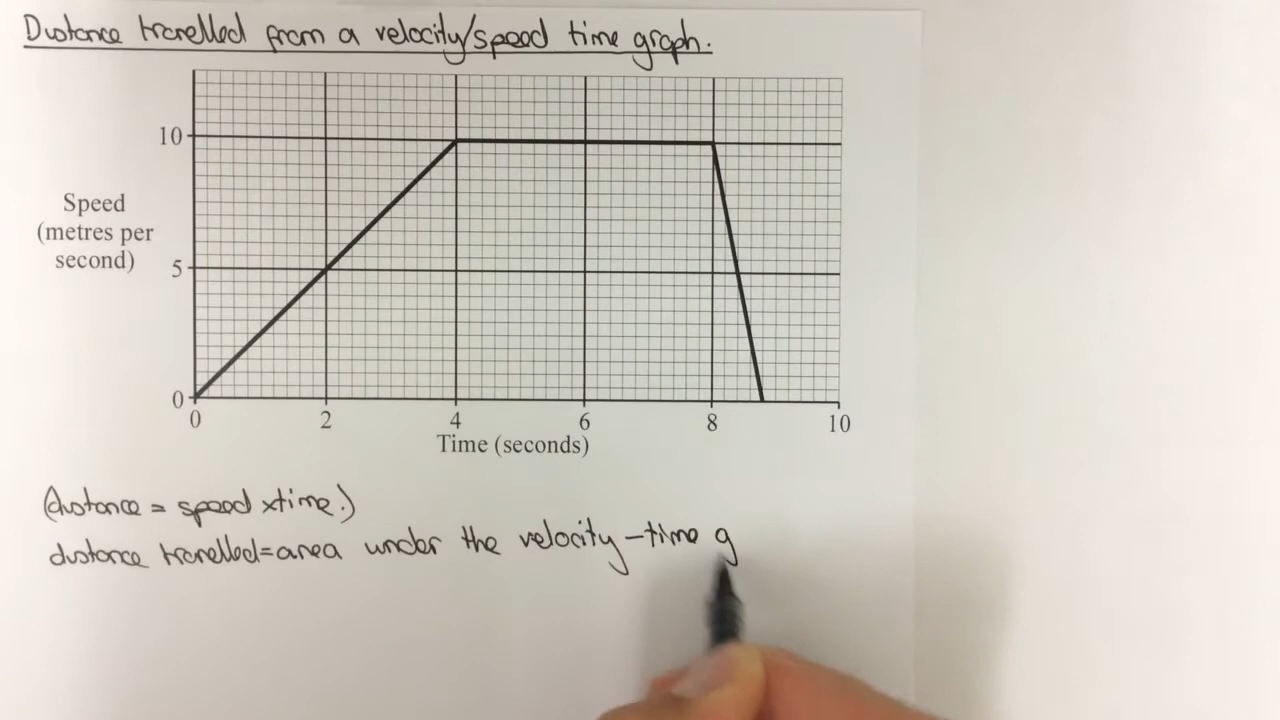 Distance travelled from a velocity/speed time graph.
10
Speed
(metres per
second)
5
0
0 2 4 6 8 10
Time (seconds)
(distance = speed × time.)
distance travelled = area under the velocity - time g